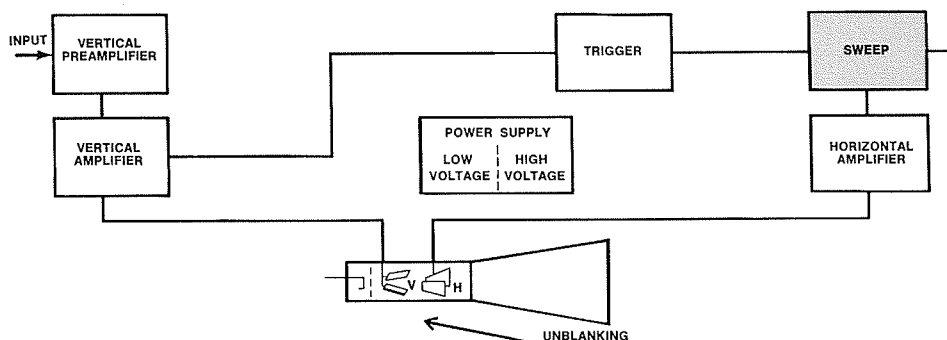 INPUT
VERTICAL
PREAMPLIFIER
TRIGGER
SWEEP
VERTICAL
AMPLIFIER
POWER SUPPLY
LOW
VOLTAGE
HIGH
VOLTAGE
HORIZONTAL
AMPLIFIER
V
H
UNBLANKING